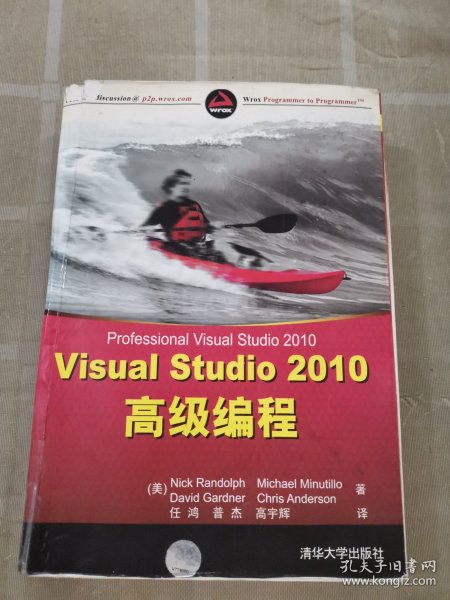 discussion@ p2p.wrox.com
wrox
Wrox Programmer to Programmer™
Professional Visual Studio 2010
Visual Studio 2010
高级编程
(美) Nick Randolph Michael Minutillo
David Gardner Chris Anderson 著
任鸿 普杰 高宇辉 译
清华大学出版社
孔夫子旧书网
www.kongfz.com